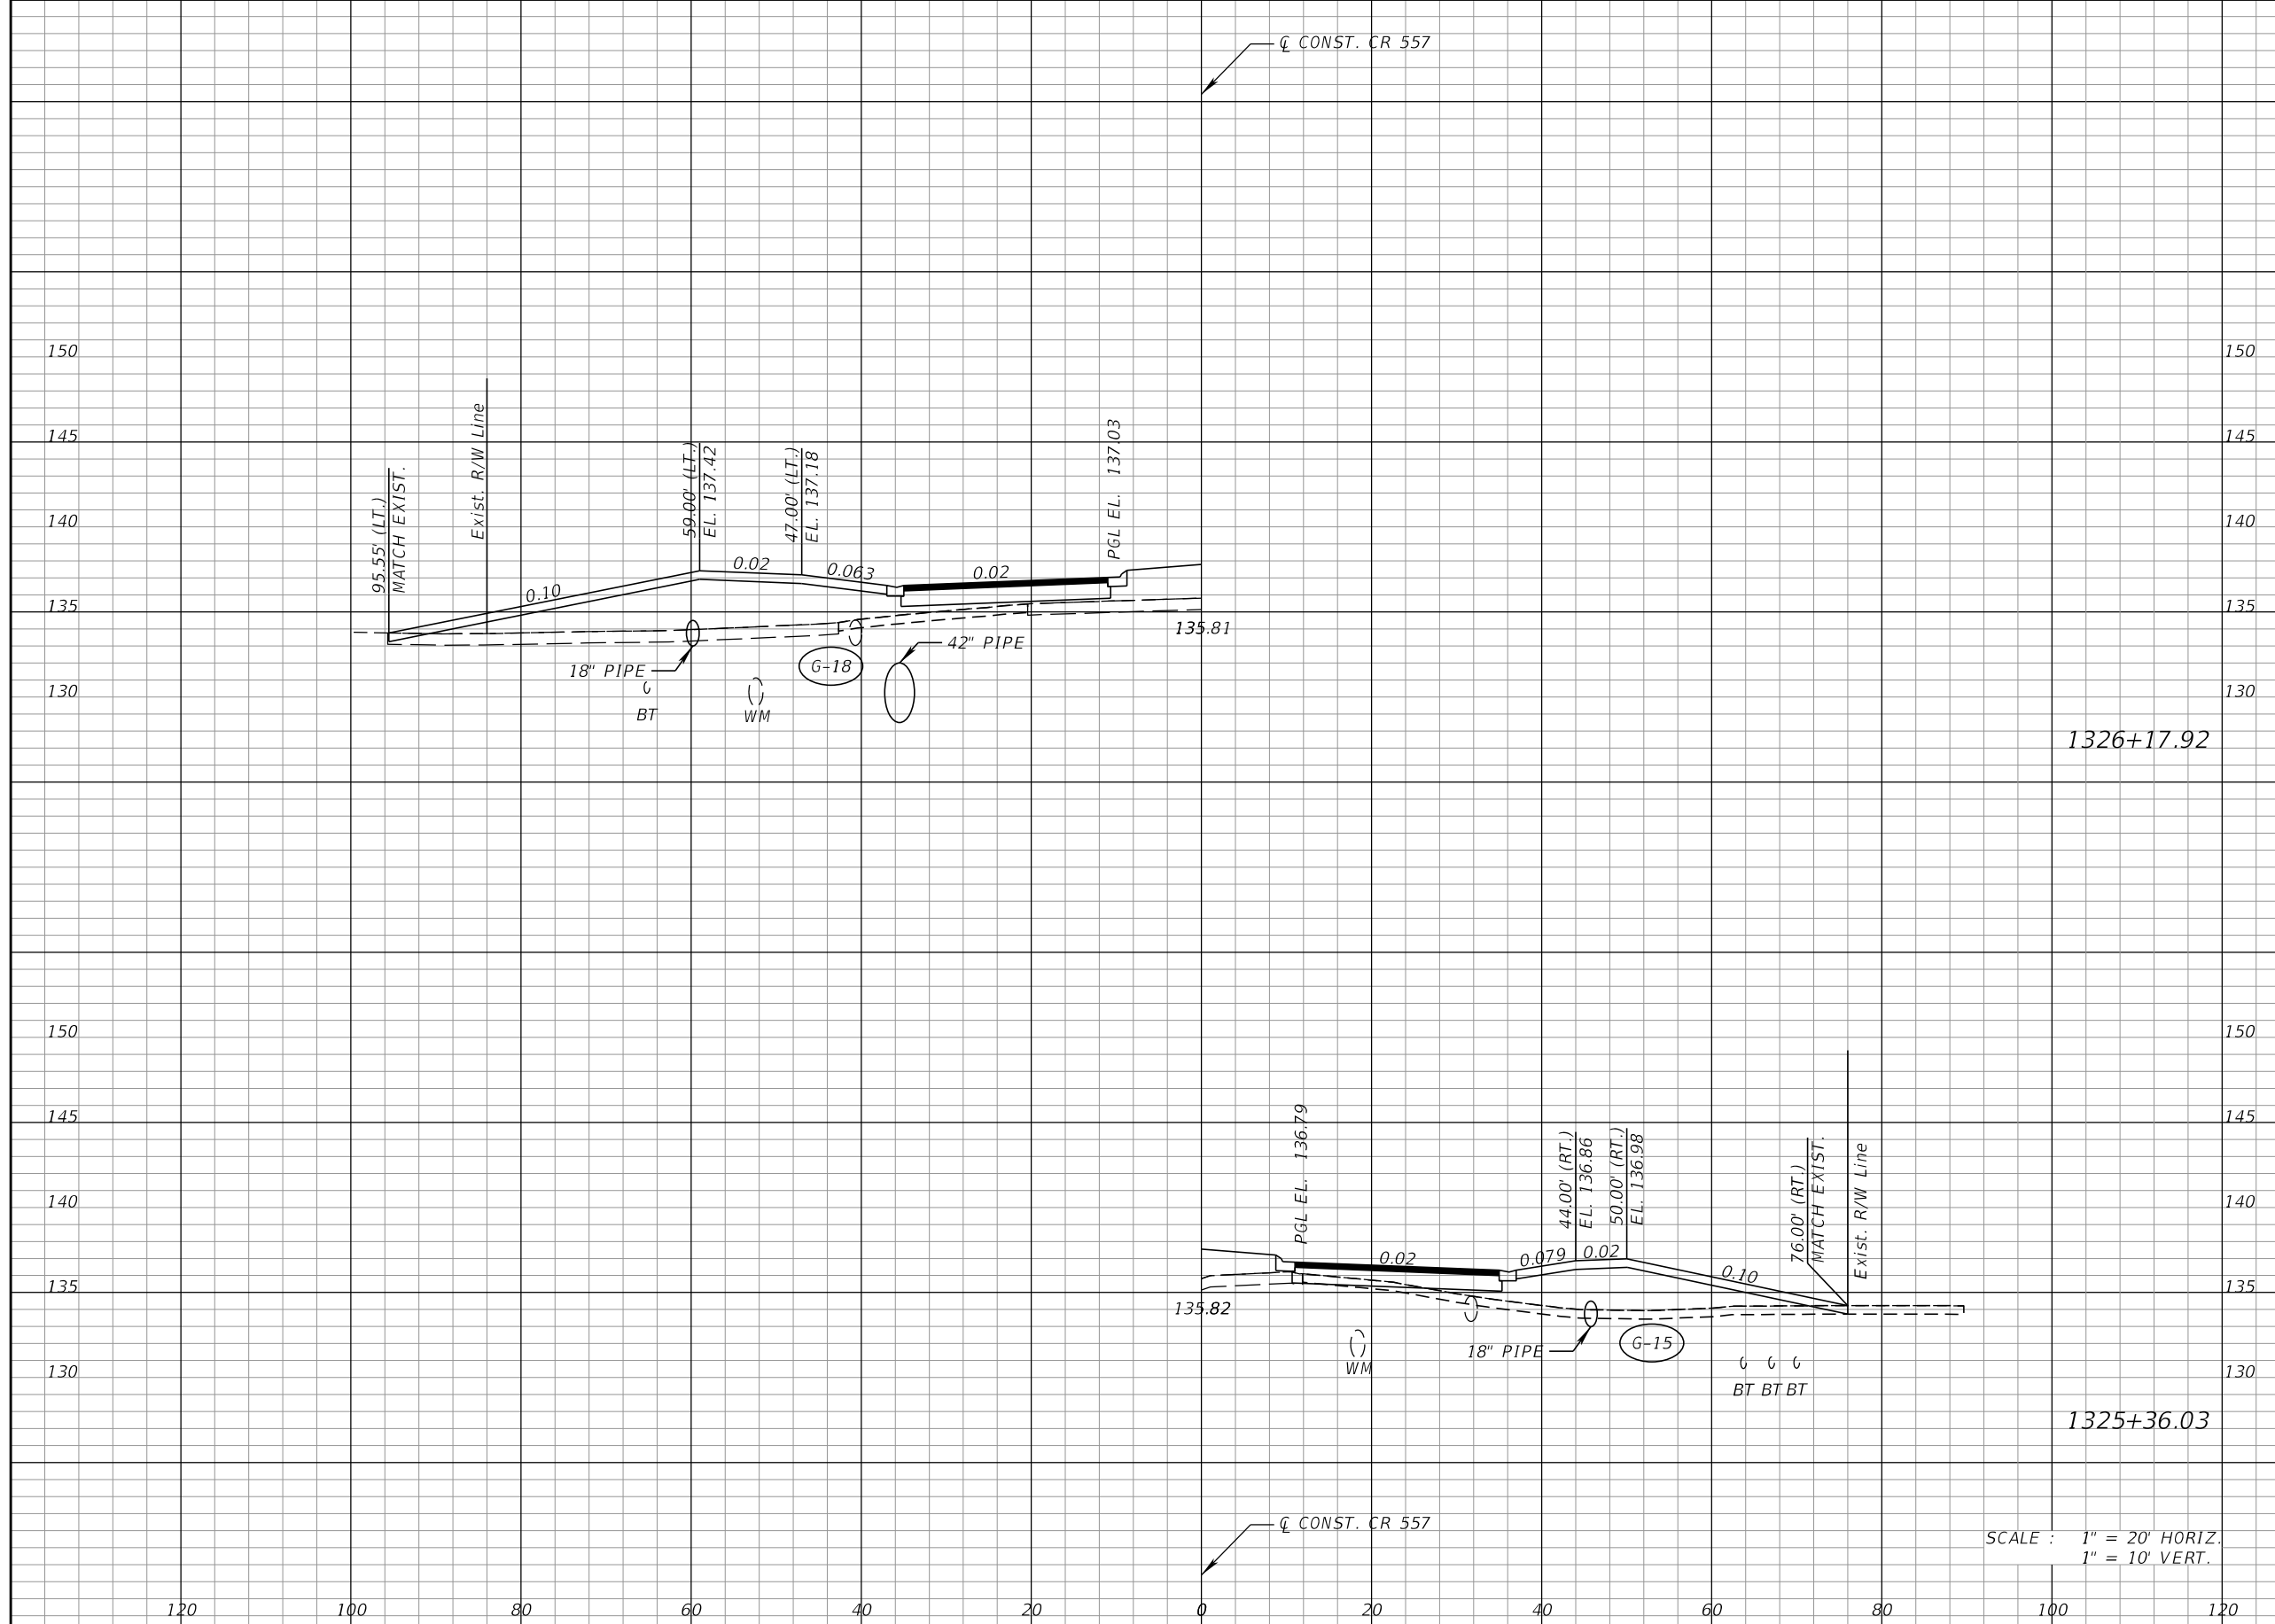 ℄ CONST. CR 557
150 150
145 145
140 140
135 135
130 130
95.55' (LT.)
MATCH EXIST.
Exist. R/W Line
59.00' (LT.)
EL. 137.42
47.00' (LT.)
EL. 137.18
PGL EL. 137.03
0.10
0.02
0.063
0.02
135.81
18" PIPE
G-18
42" PIPE
BT
WM
1326+17.92
150 150
145 145
140 140
135 135
130 130
PGL EL. 136.79
44.00' (RT.)
EL. 136.86
50.00' (RT.)
EL. 136.98
76.00' (RT.)
MATCH EXIST.
Exist. R/W Line
0.02
0.079
0.02
0.10
135.82
WM
18" PIPE
G-15
BT BT BT
1325+36.03
℄ CONST. CR 557
SCALE : 1" = 20' HORIZ.
1" = 10' VERT.
120 100 80 60 40 20 0 20 40 60 80 100 120